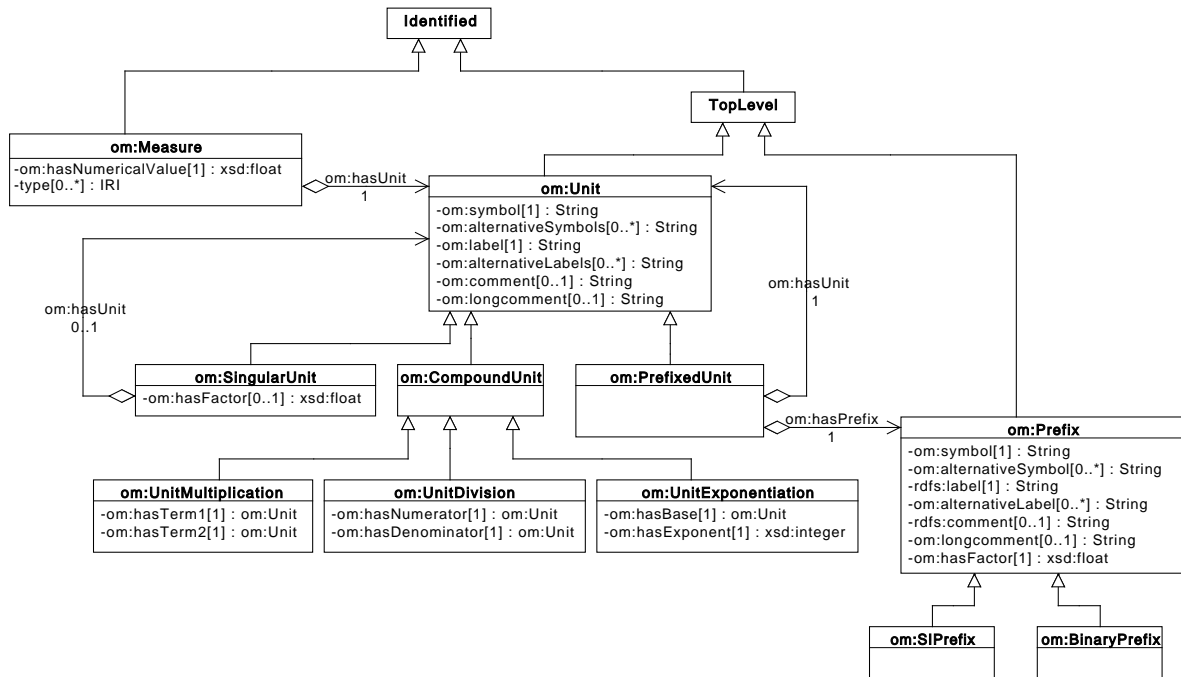 Identified
TopLevel
om:Measure
-om:hasNumericalValue[1] : xsd:float
-type[0..*] : IRI
om:hasUnit
1
om:Unit
-om:symbol[1] : String
-om:alternativeSymbols[0..*] : String
-om:label[1] : String
-om:alternativeLabels[0..*] : String
-om:comment[0..1] : String
-om:longcomment[0..1] : String
om:hasUnit
0..1
om:hasUnit
1
om:SingularUnit
-om:hasFactor[0..1] : xsd:float
om:CompoundUnit
om:PrefixedUnit
om:hasPrefix
1
om:Prefix
-om:symbol[1] : String
-om:alternativeSymbol[0..*] : String
-rdfs:label[1] : String
-om:alternativeLabel[0..*] : String
-rdfs:comment[0..1] : String
-om:longcomment[0..1] : String
-om:hasFactor[1] : xsd:float
om:UnitMultiplication
-om:hasTerm1[1] : om:Unit
-om:hasTerm2[1] : om:Unit
om:UnitDivision
-om:hasNumerator[1] : om:Unit
-om:hasDenominator[1] : om:Unit
om:UnitExponentiation
-om:hasBase[1] : om:Unit
-om:hasExponent[1] : xsd:integer
om:SIPrefix
om:BinaryPrefix